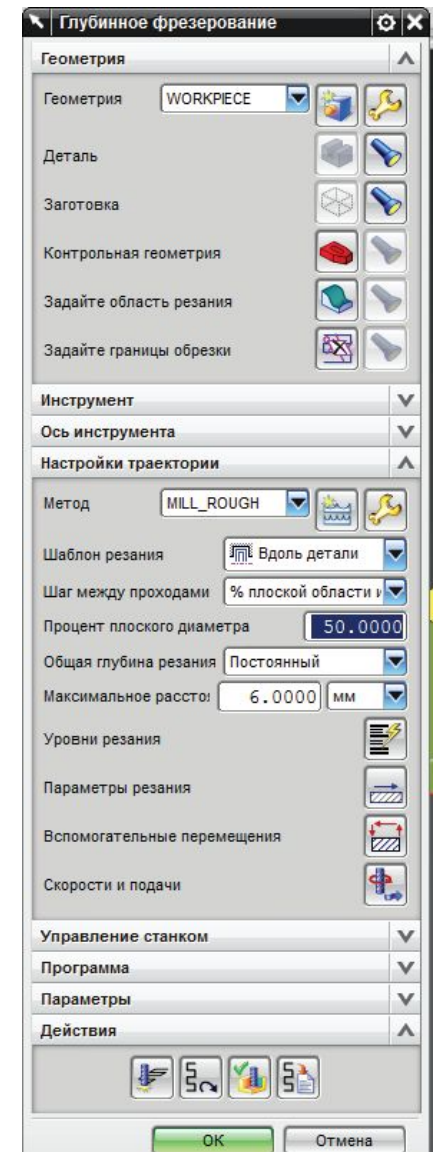 Глубинное фрезерование
Геометрия
Геометрия WORKPIECE
Деталь
Заготовка
Контрольная геометрия
Задайте область резания
Задайте границы обрезки
Инструмент
Ось инструмента
Настройки траектории
Метод MILL_ROUGH
Шаблон резания Вдоль детали
Шаг между проходами % плоской области и
Процент плоского диаметра 50.0000
Общая глубина резания Постоянный
Максимальное расстоя 6.0000 мм
Уровни резания
Параметры резания
Вспомогательные перемещения
Скорости и подачи
Управление станком
Программа
Параметры
Действия
OK Отмена